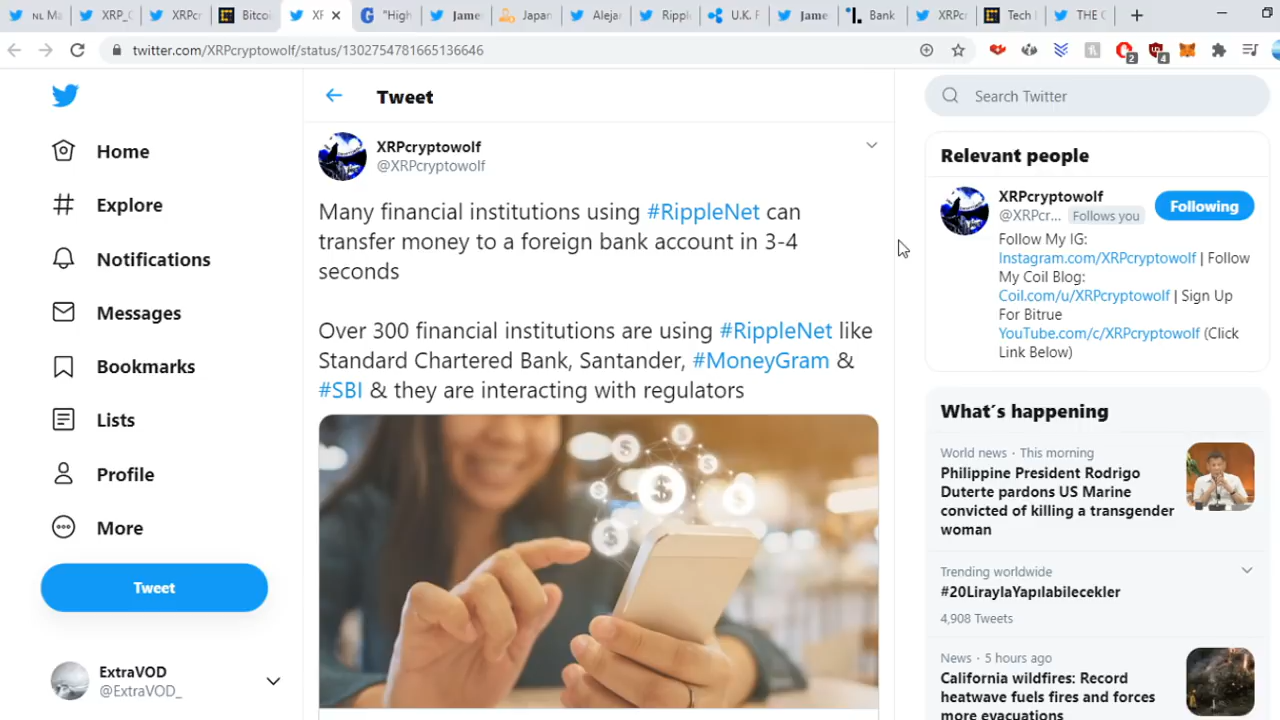 NL Ma
XRP_C
XRPcr
Bitcoi
XF
"High
Jame
Japan
Alejar
Rippl
U.K. F
Jame
Bank
XRPc
Tech
THE C
twitter.com/XRPcryptowolf/status/1302754781665136646
2
4
Home
Explore
Notifications
Messages
Bookmarks
Lists
Profile
More
Tweet
ExtraVOD
@ExtraVOD_
Tweet
XRPcryptowolf
@XRPcryptowolf
Many financial institutions using #RippleNet can
transfer money to a foreign bank account in 3-4
seconds
Over 300 financial institutions are using #RippleNet like
Standard Chartered Bank, Santander, #MoneyGram &
#SBI & they are interacting with regulators
Search Twitter
Relevant people
XRPcryptowolf
@XRPcr... Follows you
Following
Follow My IG:
Instagram.com/XRPcryptowolf | Follow
My Coil Blog:
Coil.com/u/XRPcryptowolf | Sign Up
For Bitrue
YouTube.com/c/XRPcryptowolf (Click
Link Below)
What's happening
World news · This morning
Philippine President Rodrigo
Duterte pardons US Marine
convicted of killing a transgender
woman
Trending worldwide
#20LiraylaYapılabilecekler
4,908 Tweets
News · 5 hours ago
California wildfires: Record
heatwave fuels fires and forces
more evacuations